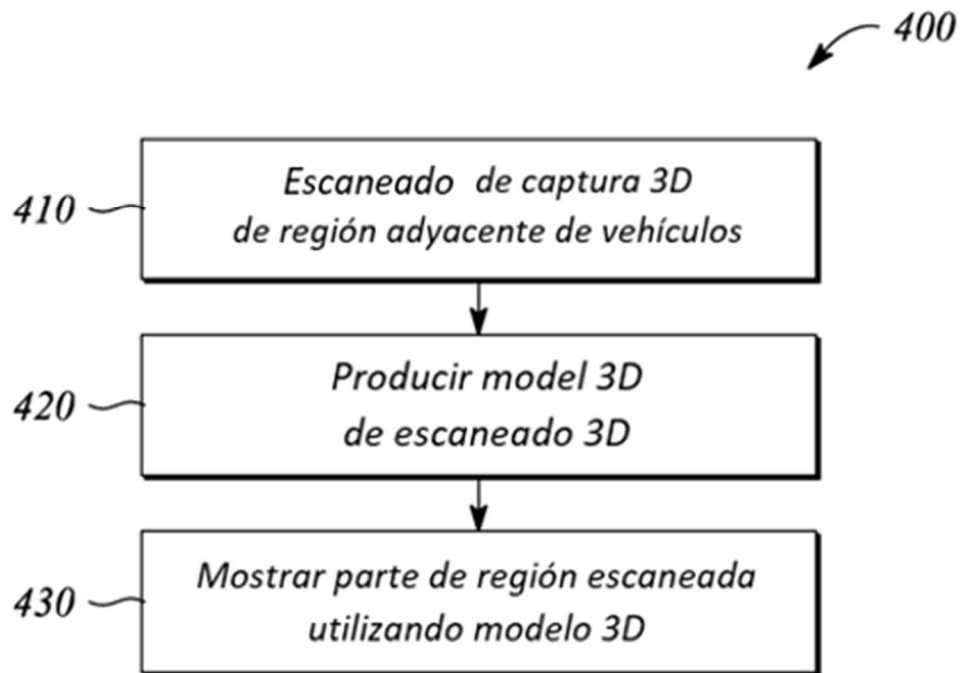 400
410
Escaneado de captura 3D
de región adyacente de vehículos
420
Producir model 3D
de escaneado 3D
430
Mostrar parte de región escaneada
utilizando modelo 3D